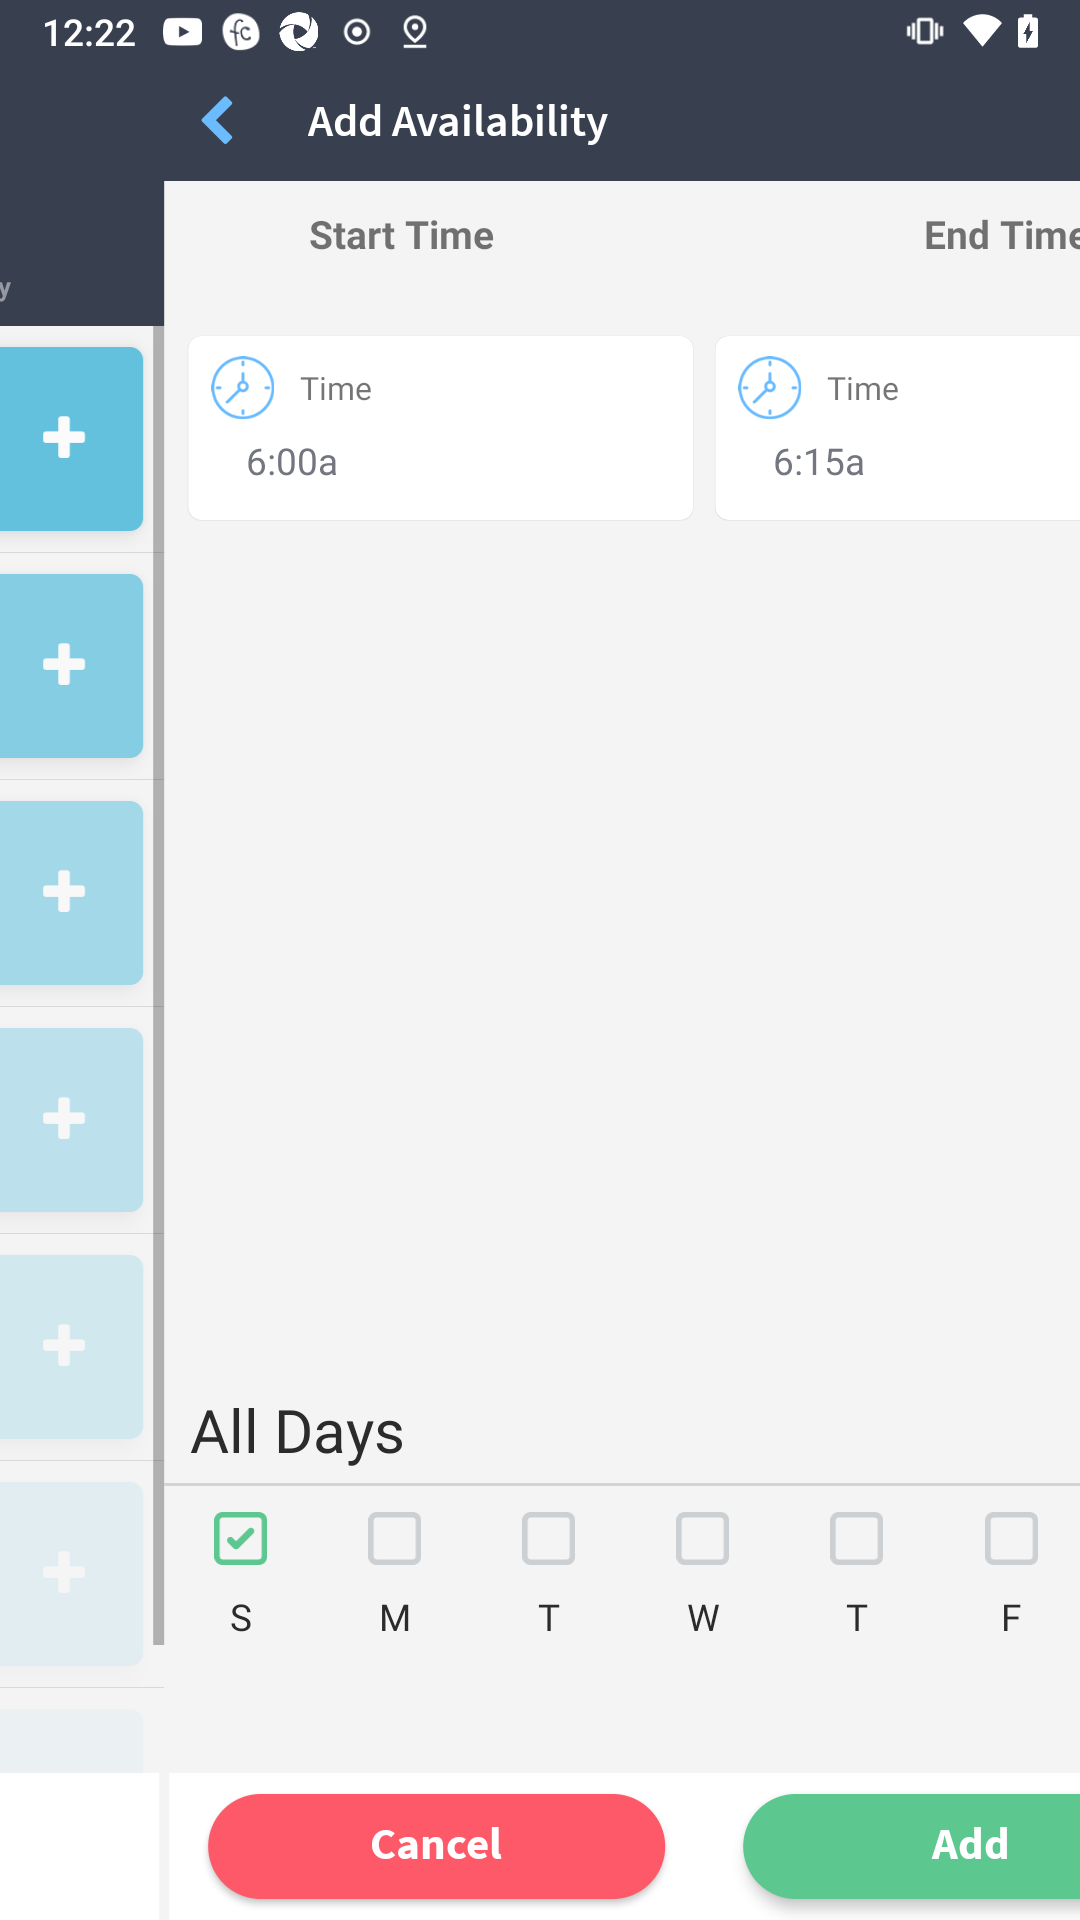 12:22
Add Availability
y
Start Time
End Time
Time
Time
6:00a
6:15a
All Days
S M T W T F
Cancel
Add